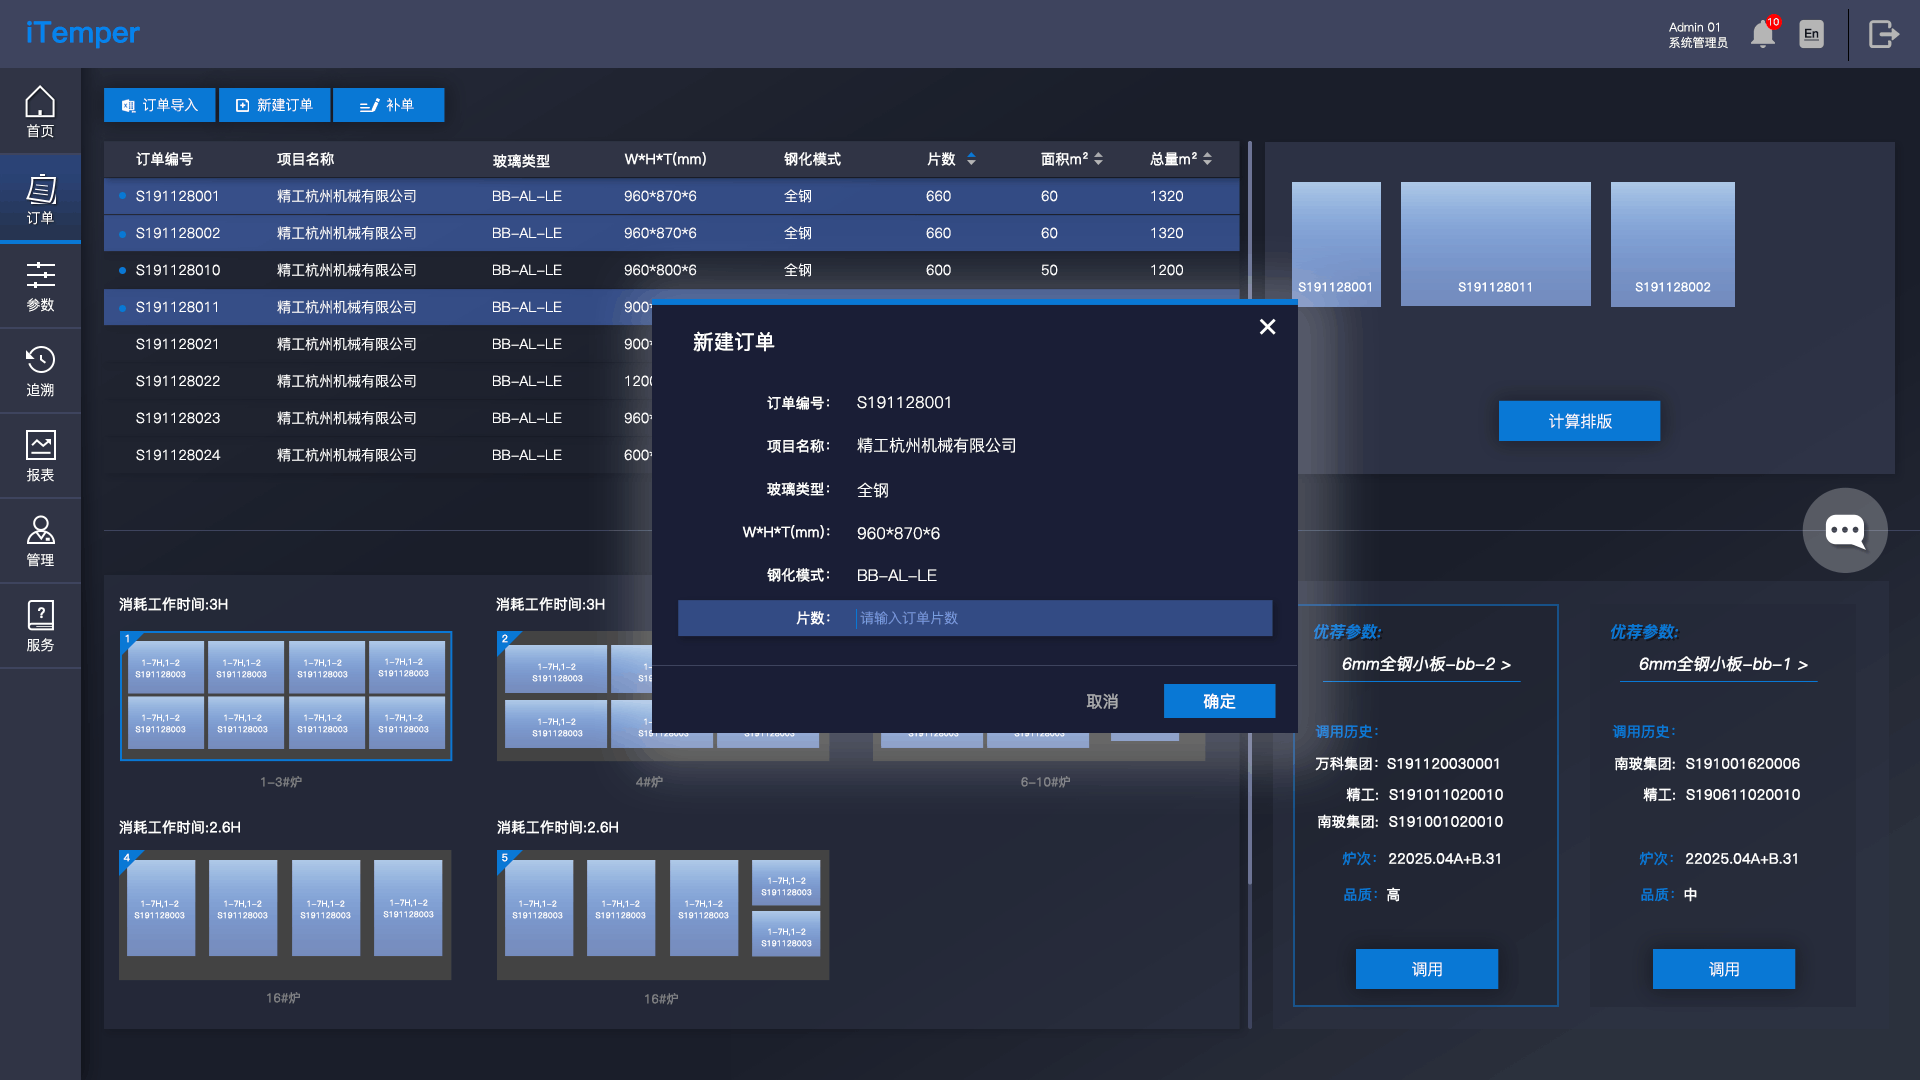 iTemper
Admin 01
系统管理员
10
En
首页
订单
参数
追溯
报表
管理
服务
订单导入 新建订单 补单
订单编号 项目名称 玻璃类型 W*H*T(mm) 钢化模式 片数 面积m² 总量m²
S191128001 精工杭州机械有限公司 BB-AL-LE 960*870*6 全钢 660 60 1320
S191128002 精工杭州机械有限公司 BB-AL-LE 960*870*6 全钢 660 60 1320
S191128010 精工杭州机械有限公司 BB-AL-LE 960*800*6 全钢 600 50 1200
S191128011 精工杭州机械有限公司 BB-AL-LE 900*
S191128021 精工杭州机械有限公司 BB-AL-LE 900*
S191128022 精工杭州机械有限公司 BB-AL-LE 120
S191128023 精工杭州机械有限公司 BB-AL-LE 960*
S191128024 精工杭州机械有限公司 BB-AL-LE 600*
S191128001 S191128011 S191128002
计算排版
新建订单
订单编号： S191128001
项目名称： 精工杭州机械有限公司
玻璃类型： 全钢
W*H*T(mm)： 960*870*6
钢化模式： BB-AL-LE
片数： 请输入订单片数
取消 确定
消耗工作时间:3H
1
1-7H,1-2 1-7H,1-2 1-7H,1-2 1-7H,1-2
S191128003 S191128003 S191128003 S191128003
1-7H,1-2 1-7H,1-2 1-7H,1-2 1-7H,1-2
S191128003 S191128003 S191128003 S191128003
1-3#炉
消耗工作时间:3H
2
1-7H,1-2 1-
S191128003 S19
1-7H,1-2 1-
S191128003 S191128003 S191128003
4#炉
S191128003 S191128003
6-10#炉
消耗工作时间:2.6H
4
1-7H,1-2 1-7H,1-2 1-7H,1-2 1-7H,1-2
S191128003 S191128003 S191128003 S191128003
16#炉
消耗工作时间:2.6H
5
1-7H,1-2 1-7H,1-2 1-7H,1-2 1-7H,1-2
S191128003 S191128003 S191128003 S191128003
1-7H,1-2
S191128003
16#炉
优荐参数:
6mm全钢小板-bb-2 >
调用历史：
万科集团： S191120030001
精工： S191011020010
南玻集团： S191001020010
炉次： 22025.04A+B.31
品质： 高
调用
优荐参数:
6mm全钢小板-bb-1 >
调用历史：
南玻集团： S191001620006
精工： S190611020010
炉次： 22025.04A+B.31
品质： 中
调用